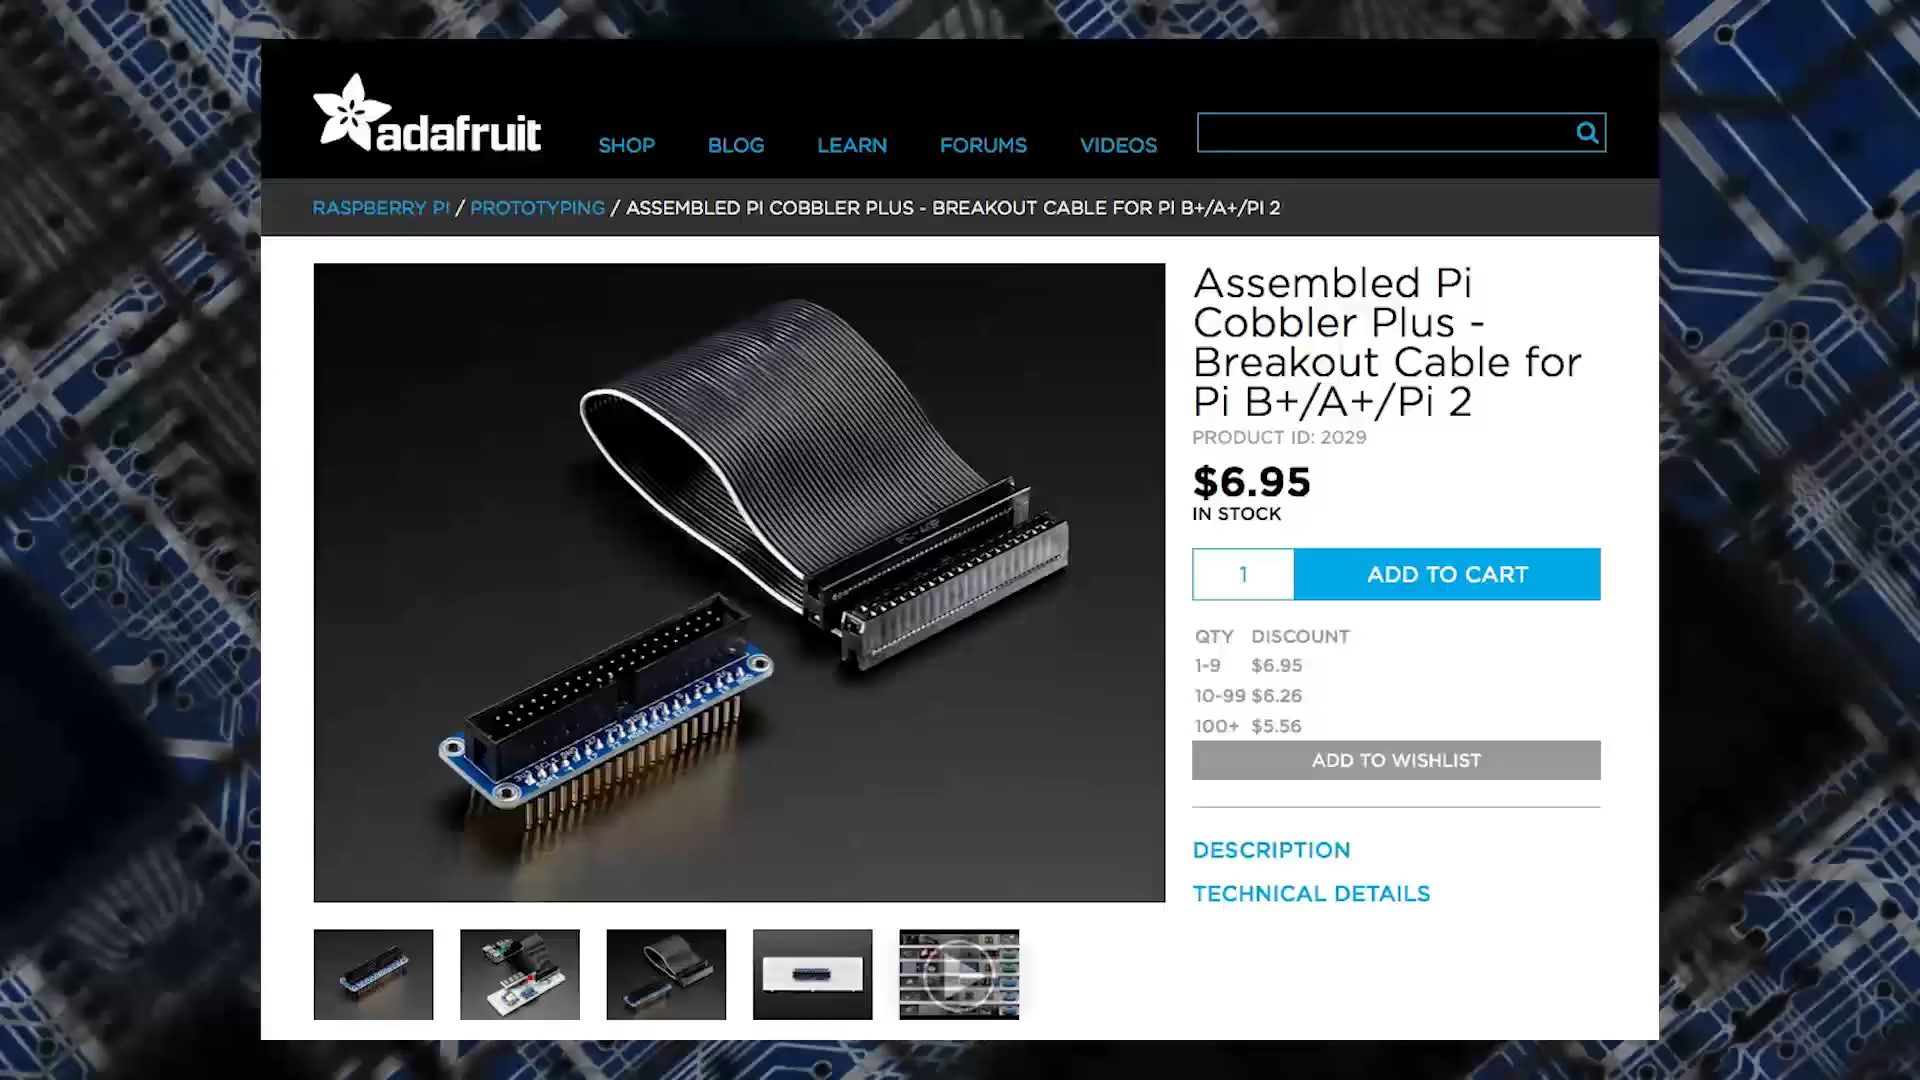 adafruit
SHOP BLOG LEARN FORUMS VIDEOS
RASPBERRY PI / PROTOTYPING / ASSEMBLED PI COBBLER PLUS - BREAKOUT CABLE FOR PI B+/A+/PI 2
Assembled Pi
Cobbler Plus -
Breakout Cable for
Pi B+/A+/Pi 2
PRODUCT ID: 2029
$6.95
IN STOCK
1 ADD TO CART
QTY DISCOUNT
1-9 $6.95
10-99 $6.26
100+ $5.56
ADD TO WISHLIST
DESCRIPTION
TECHNICAL DETAILS